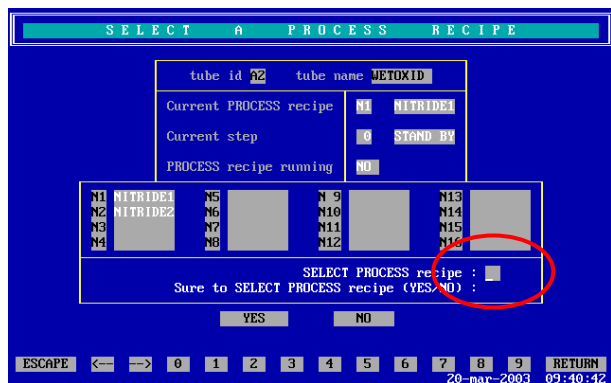 SELECT A PROCESS RECIPE
tube id A2 tube name WETOXID
Current PROCESS recipe N1 NITRIDE1
Current step 0 STAND BY
PROCESS recipe running NO
N1 NITRIDE1 N5 N 9 N13
N2 NITRIDE2 N6 N10 N14
N3 N7 N11 N15
N4 N8 N12 N16
SELECT PROCESS recipe : _
Sure to SELECT PROCESS recipe (YES/NO) :
YES NO
ESCAPE <-- --> 0 1 2 3 4 5 6 7 8 9 RETURN
20-mar-2003 09:40:42